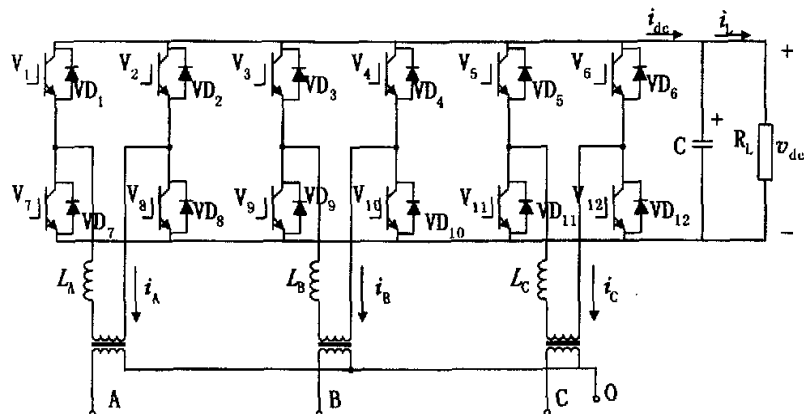 i_dc i_L
V_1 V_2 V_3 V_4 V_5 V_6 +
VD_1 VD_2 VD_3 VD_4 VD_5 VD_6 +
C R_L v_dc
V_7 V_8 V_9 V_10 V_11 V_12
VD_7 VD_8 VD_9 VD_10 VD_11 VD_12 −
L_A i_A L_B i_B L_C i_C
A B C O